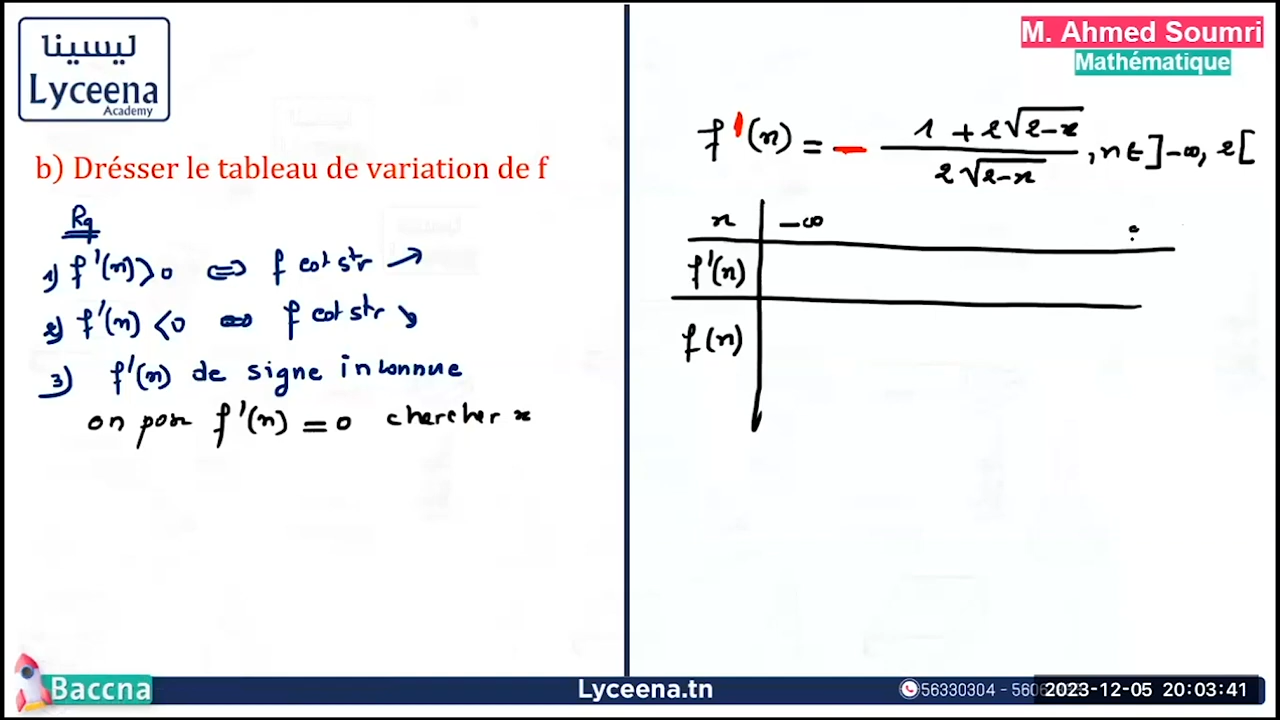 ليسينا
Lyceena
Academy
M. Ahmed Soumri
Mathématique
b) Drésser le tableau de variation de f
Rq
1) f'(x) > 0 ⇔ f est str ↗
2) f'(x) < 0 ⇔ f est str ↘
3) f'(x) de signe inconnue
on pose f'(x) = 0 chercher x
f'(x) = - (1 + 2√(2-x)) / (2√(2-x)), x ∈ ]-∞, 2[
x -∞
f'(x)
f(x)
Baccna
Lyceena.tn
56330304 - 560
2023-12-05 20:03:41